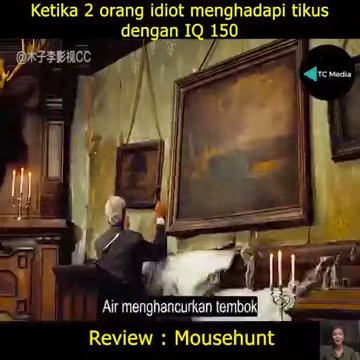 Ketika 2 orang idiot menghadapi tikus
dengan IQ 150
@木子李影视CC
TC Media
Air menghancurkan tembok
Review : Mousehunt